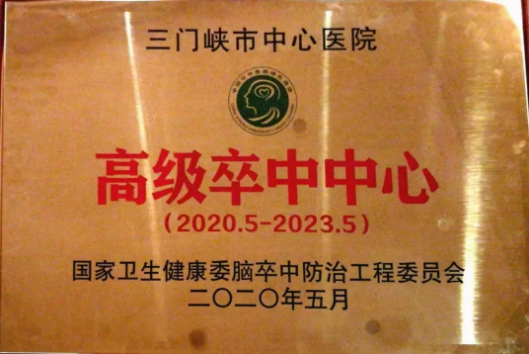 三门峡市中心医院
高级卒中中心
(2020.5-2023.5)
国家卫生健康委脑卒中防治工程委员会
二〇二〇年五月